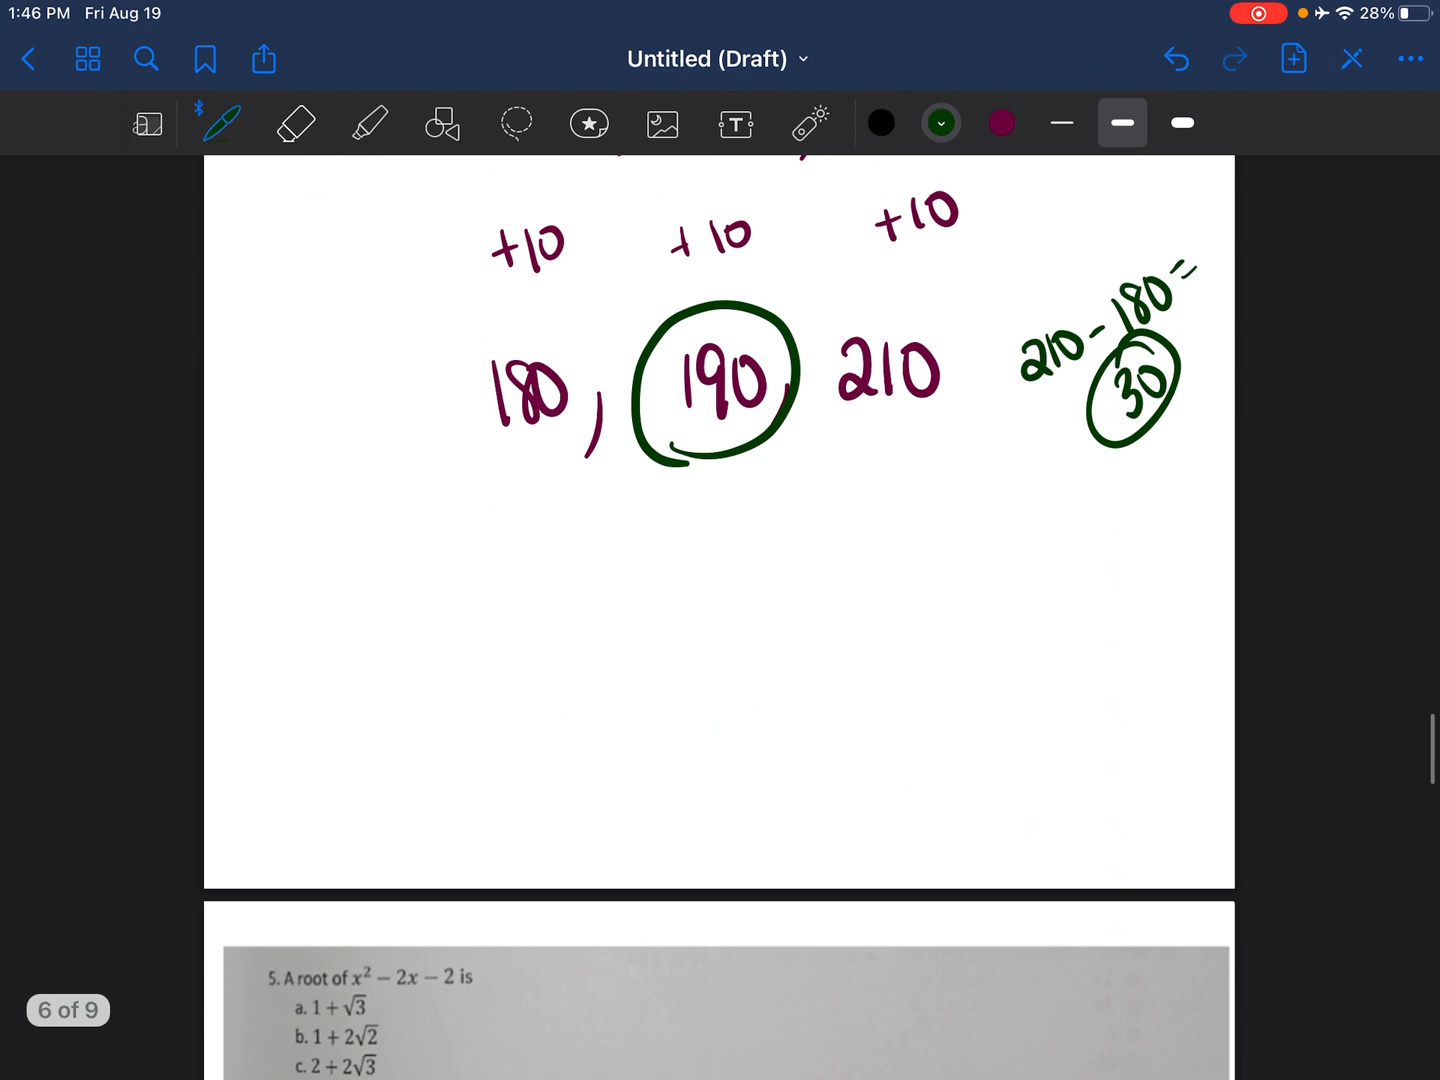 1:46 PM Fri Aug 19
28%
Untitled (Draft)
+10 +10 +10
180, 190, 210
210 - 180 =
30
5. A root of x² − 2x − 2 is
a. 1 + √3
b. 1 + 2√2
c. 2 + 2√3
6 of 9